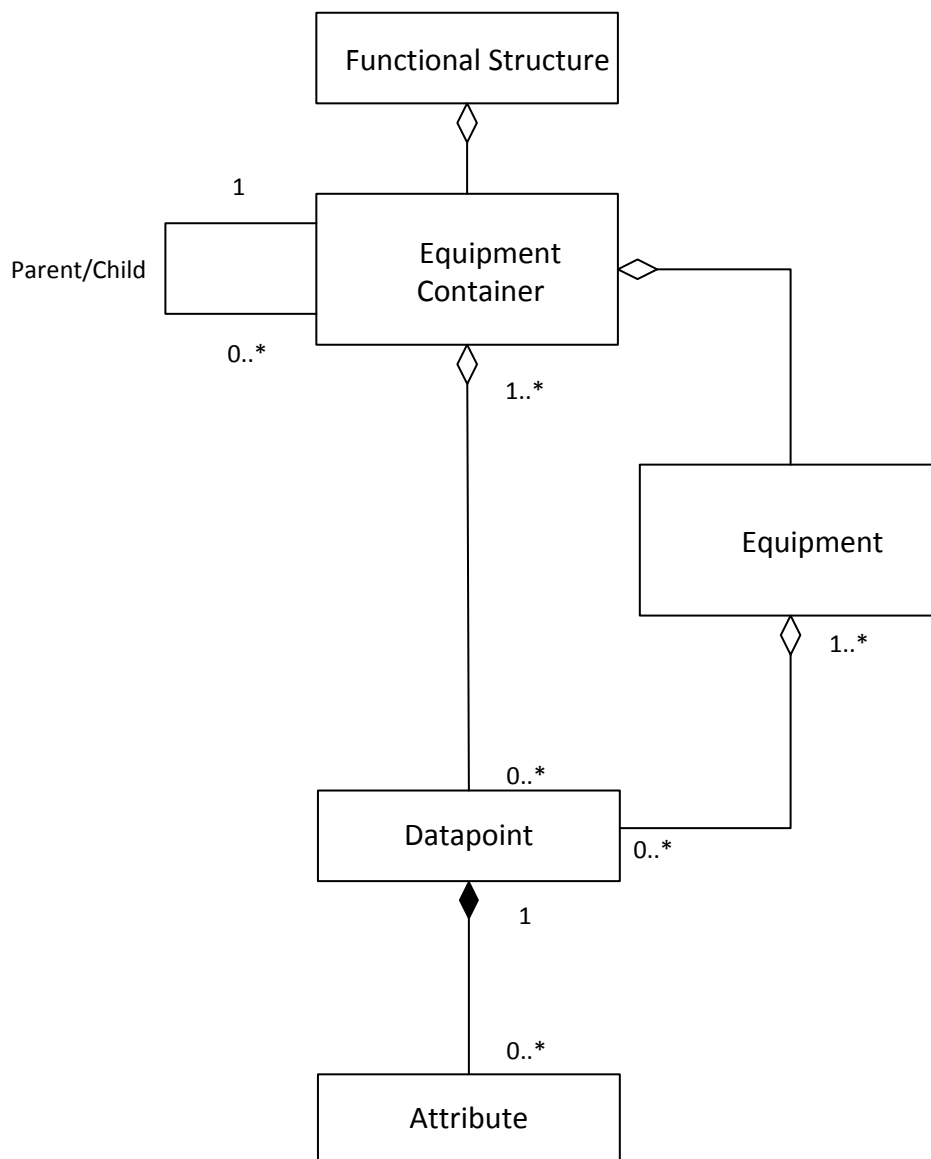 Functional Structure
1
Equipment
Container
Parent/Child
0..*
1..*
Equipment
1..*
0..*
Datapoint
0..*
1
0..*
Attribute